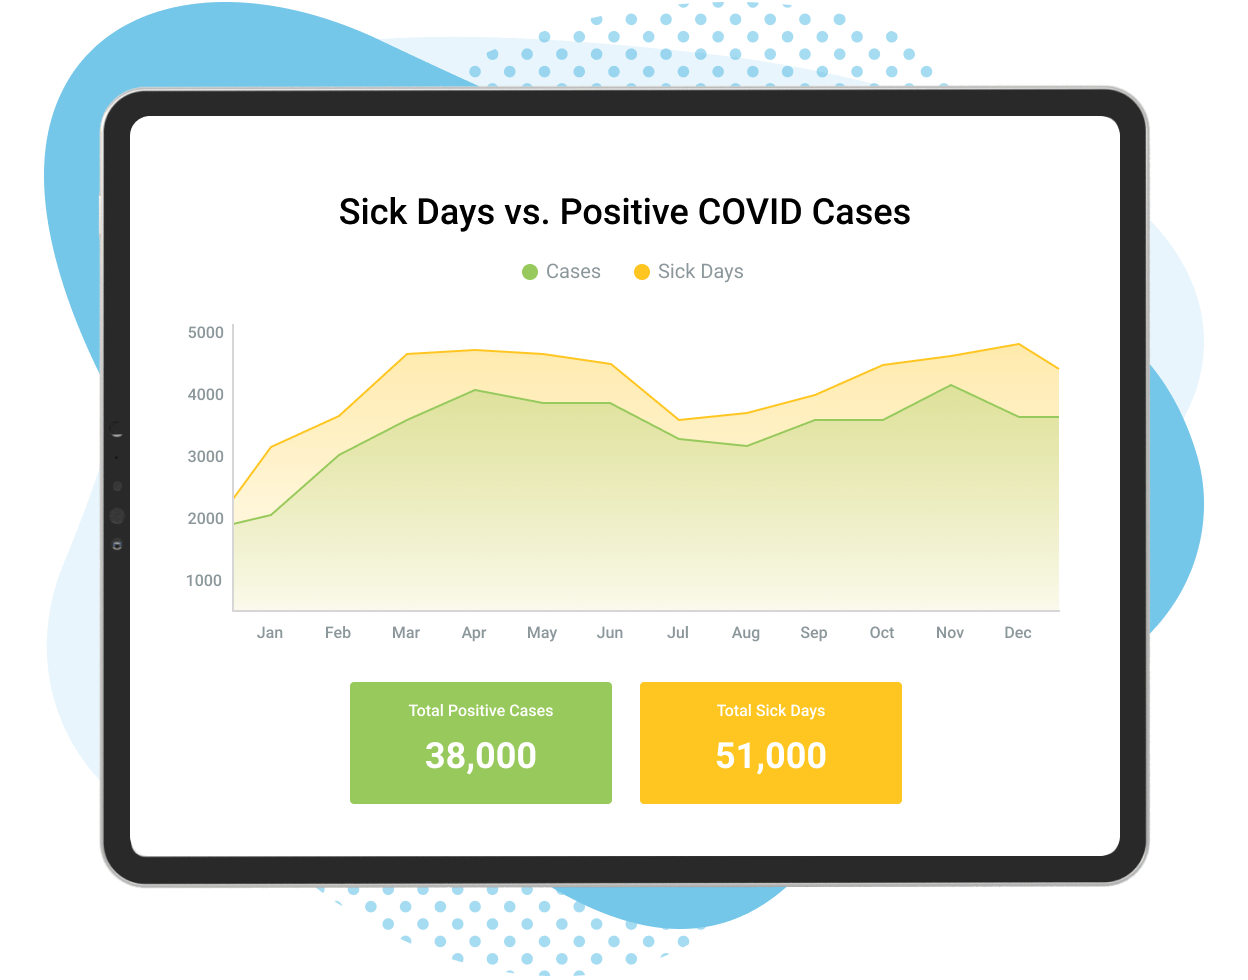 Sick Days vs. Positive COVID Cases
Cases Sick Days
5000
4000
3000
2000
1000
Jan Feb Mar Apr May Jun Jul Aug Sep Oct Nov Dec
Total Positive Cases
38,000
Total Sick Days
51,000